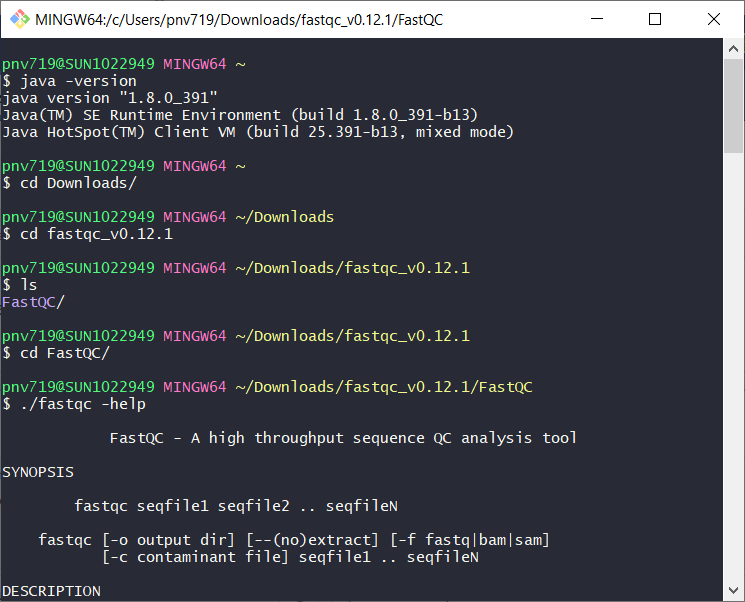 MINGW64:/c/Users/pnv719/Downloads/fastqc_v0.12.1/FastQC
pnv719@SUN1022949 MINGW64 ~
$ java -version
java version "1.8.0_391"
Java(TM) SE Runtime Environment (build 1.8.0_391-b13)
Java HotSpot(TM) Client VM (build 25.391-b13, mixed mode)
pnv719@SUN1022949 MINGW64 ~
$ cd Downloads/
pnv719@SUN1022949 MINGW64 ~/Downloads
$ cd fastqc_v0.12.1
pnv719@SUN1022949 MINGW64 ~/Downloads/fastqc_v0.12.1
$ ls
FastQC/
pnv719@SUN1022949 MINGW64 ~/Downloads/fastqc_v0.12.1
$ cd FastQC/
pnv719@SUN1022949 MINGW64 ~/Downloads/fastqc_v0.12.1/FastQC
$ ./fastqc -help
FastQC - A high throughput sequence QC analysis tool
SYNOPSIS
fastqc seqfile1 seqfile2 .. seqfileN
fastqc [-o output dir] [--(no)extract] [-f fastq|bam|sam]
[-c contaminant file] seqfile1 .. seqfileN
DESCRIPTION